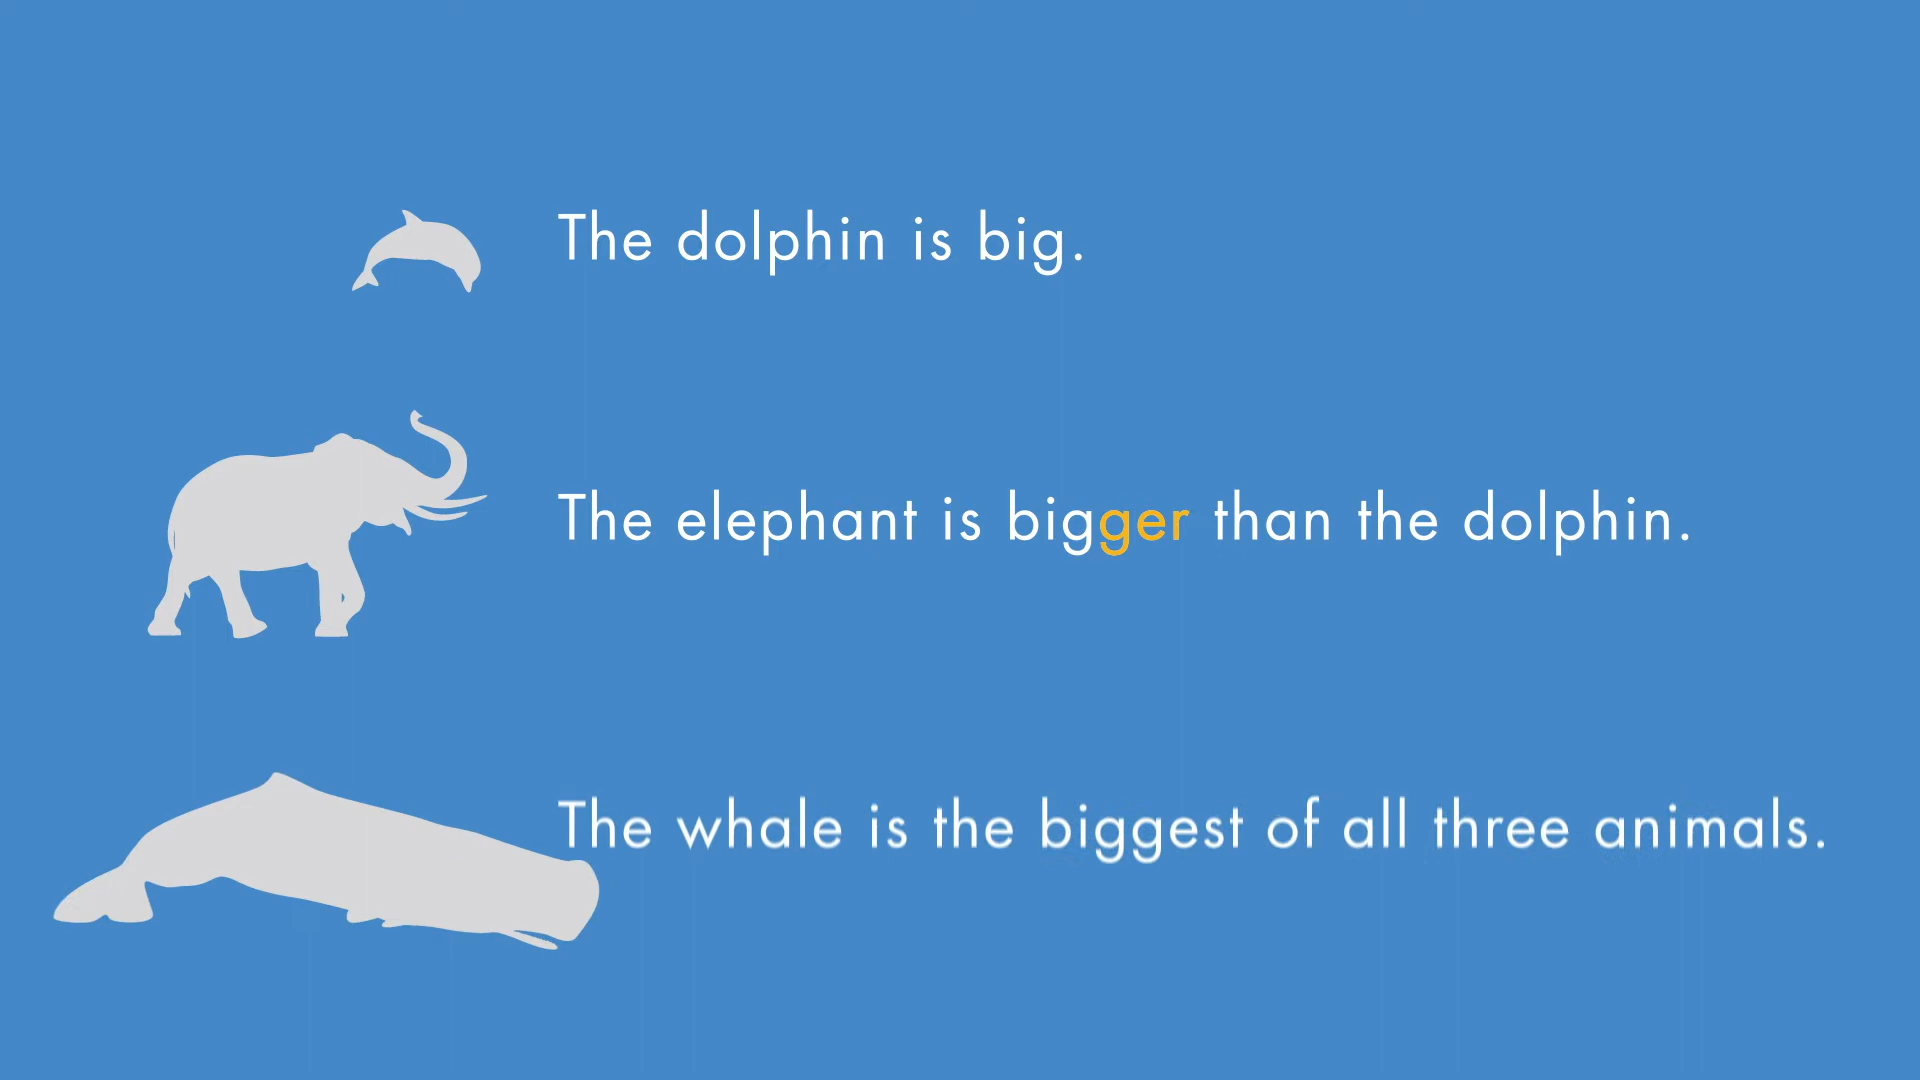 The dolphin is big.
The elephant is bigger than the dolphin.
The whale is the biggest of all three animals.